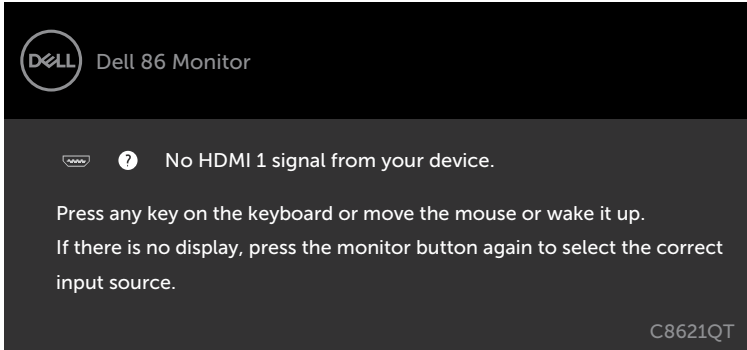 DELL
Dell 86 Monitor
? No HDMI 1 signal from your device.
Press any key on the keyboard or move the mouse or wake it up.
If there is no display, press the monitor button again to select the correct
input source.
C8621QT